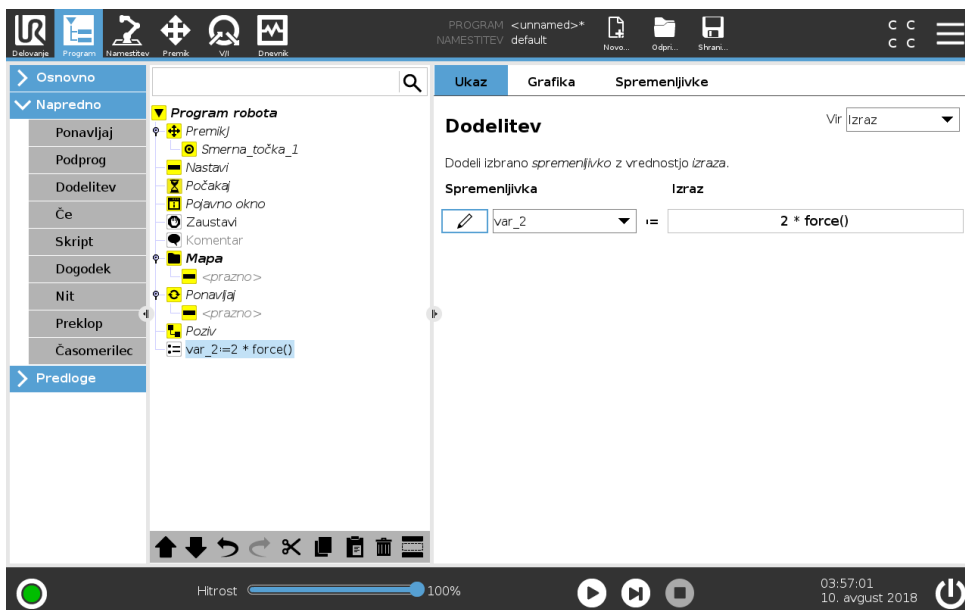 PROGRAM <unnamed>*
NAMESTITEV default
C C
C C
Delovanje
Program
Namestitev
Premik
V/I
Dnevnik
Novo...
Odpri...
Shrani...
Osnovno
Napredno
Ponavljaj
Podprog
Dodelitev
Če
Skript
Dogodek
Nit
Preklop
Časomerilec
Predloge
Program robota
PremikJ
Smerna_točka_1
Nastavi
Počakaj
Pojavno okno
Zaustavi
Komentar
Mapa
<prazno>
Ponavljaj
<prazno>
Poziv
var_2:=2 * force()
Ukaz
Grafika
Spremenljivke
Dodelitev
Vir Izraz
Dodeli izbrano spremenljivko z vrednostjo izraza.
Spremenljivka
Izraz
var_2 := 2 * force()
Hitrost 100%
03:57:01
10. avgust 2018